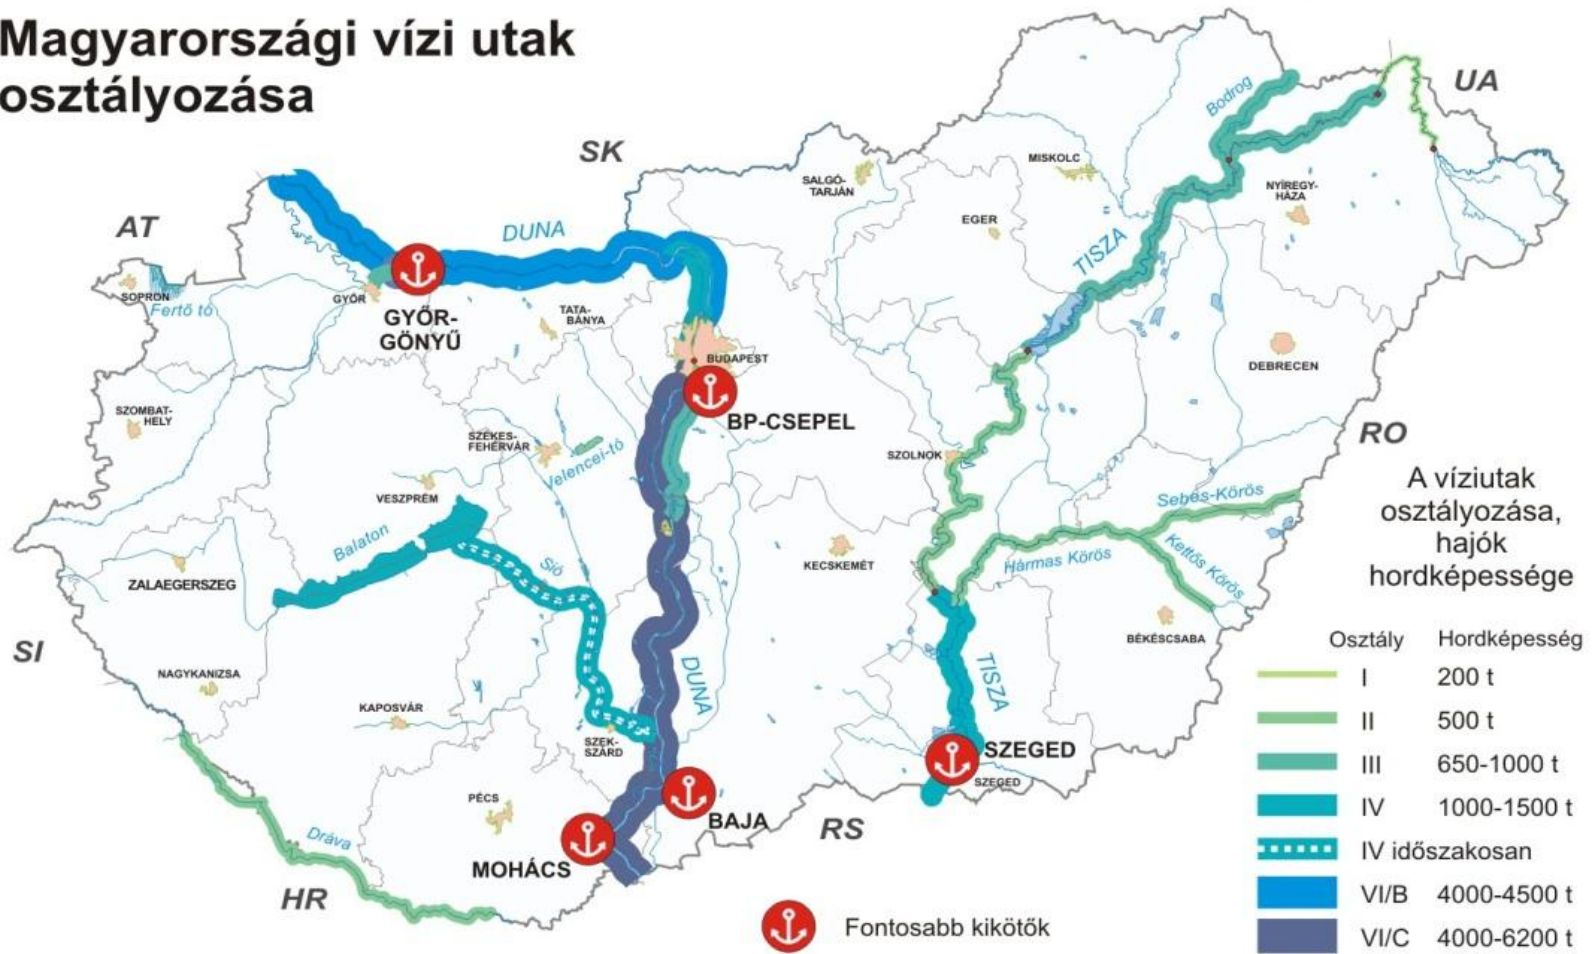 Magyarországi vízi utak
osztályozása
SK
UA
AT
Bodrog
MISKOLC
SALGÓ-
TARJÁN
NYÍREGY-
HÁZA
EGER
DUNA
TISZA
SOPRON
Fertő tó
GYŐR
GYŐR-
GÖNYŰ
TATA-
BÁNYA
BUDAPEST
DEBRECEN
BP-CSEPEL
SZOMBAT-
HELY
SZÉKES-
FEHÉRVÁR
Velencei-tó
SZOLNOK
RO
VESZPRÉM
Sebes-Körös
Balaton
Sió
KECSKEMÉT
Hármas Körös
Kettős Körös
ZALAEGERSZEG
BÉKÉSCSABA
SI
NAGYKANIZSA
DUNA
TISZA
KAPOSVÁR
SZEK-
SZÁRD
SZEGED
SZEGED
PÉCS
BAJA
RS
Dráva
MOHÁCS
HR
Fontosabb kikötők
A víziutak
osztályozása,
hajók
hordképessége
Osztály Hordképesség
I 200 t
II 500 t
III 650-1000 t
IV 1000-1500 t
IV időszakosan
VI/B 4000-4500 t
VI/C 4000-6200 t